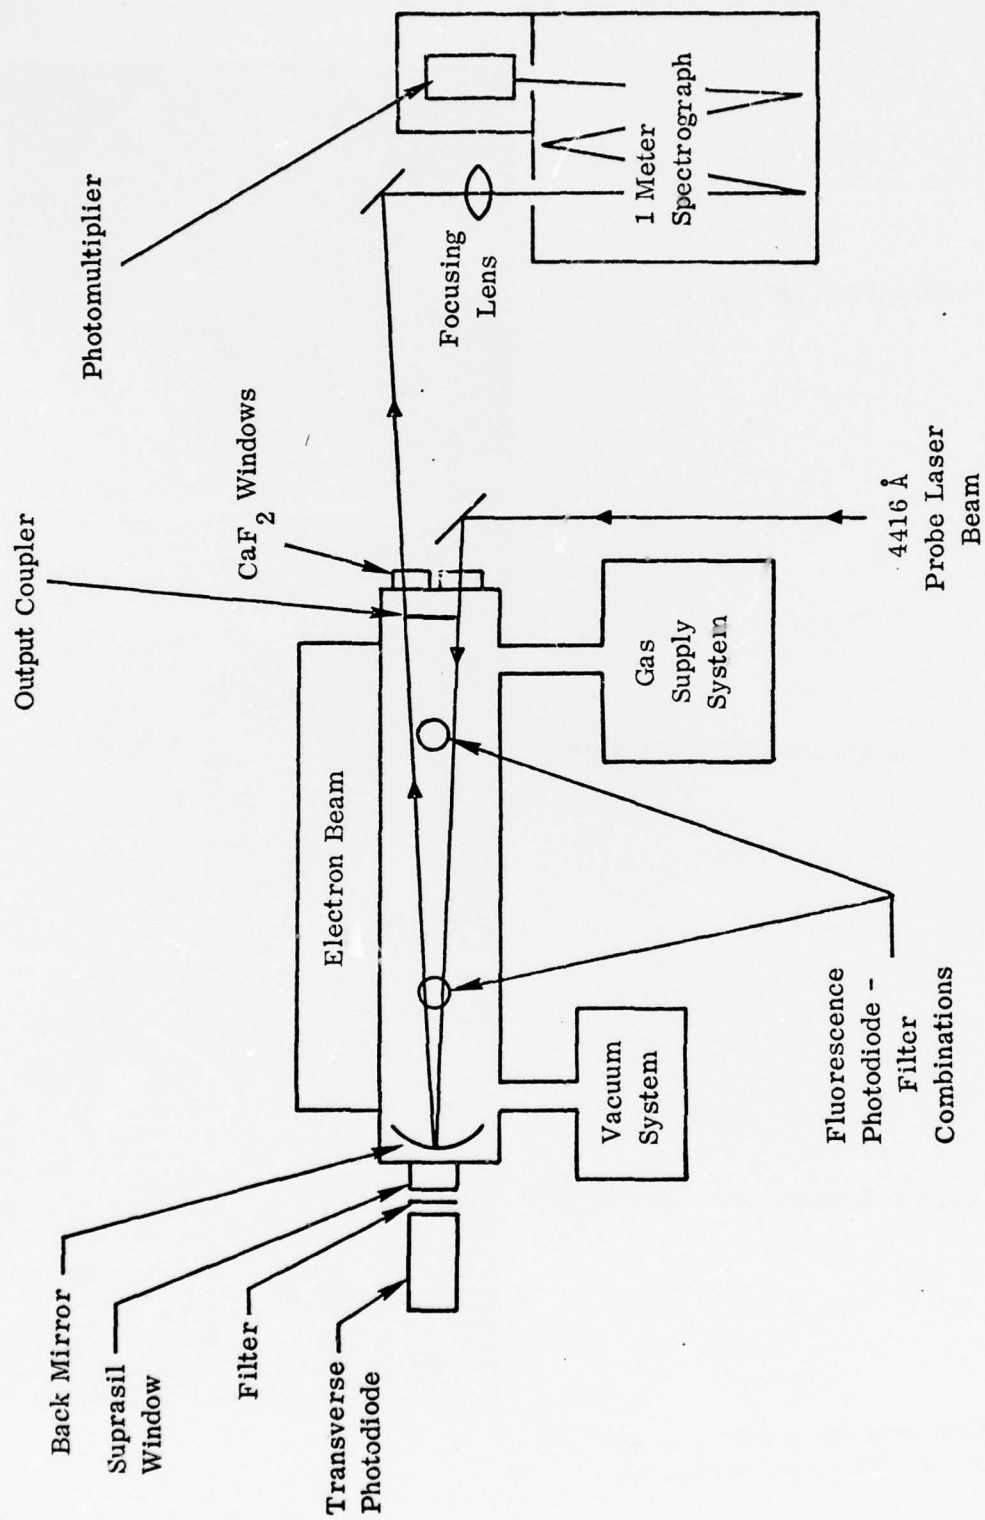 Back Mirror
Suprasil
Window
Filter
Transverse
Photodiode
Electron Beam
Output Coupler
CaF2 Windows
Photomultiplier
Focusing
Lens
1 Meter
Spectrograph
Vacuum
System
Gas
Supply
System
Fluorescence
Photodiode -
Filter
Combinations
4416 Å
Probe Laser
Beam